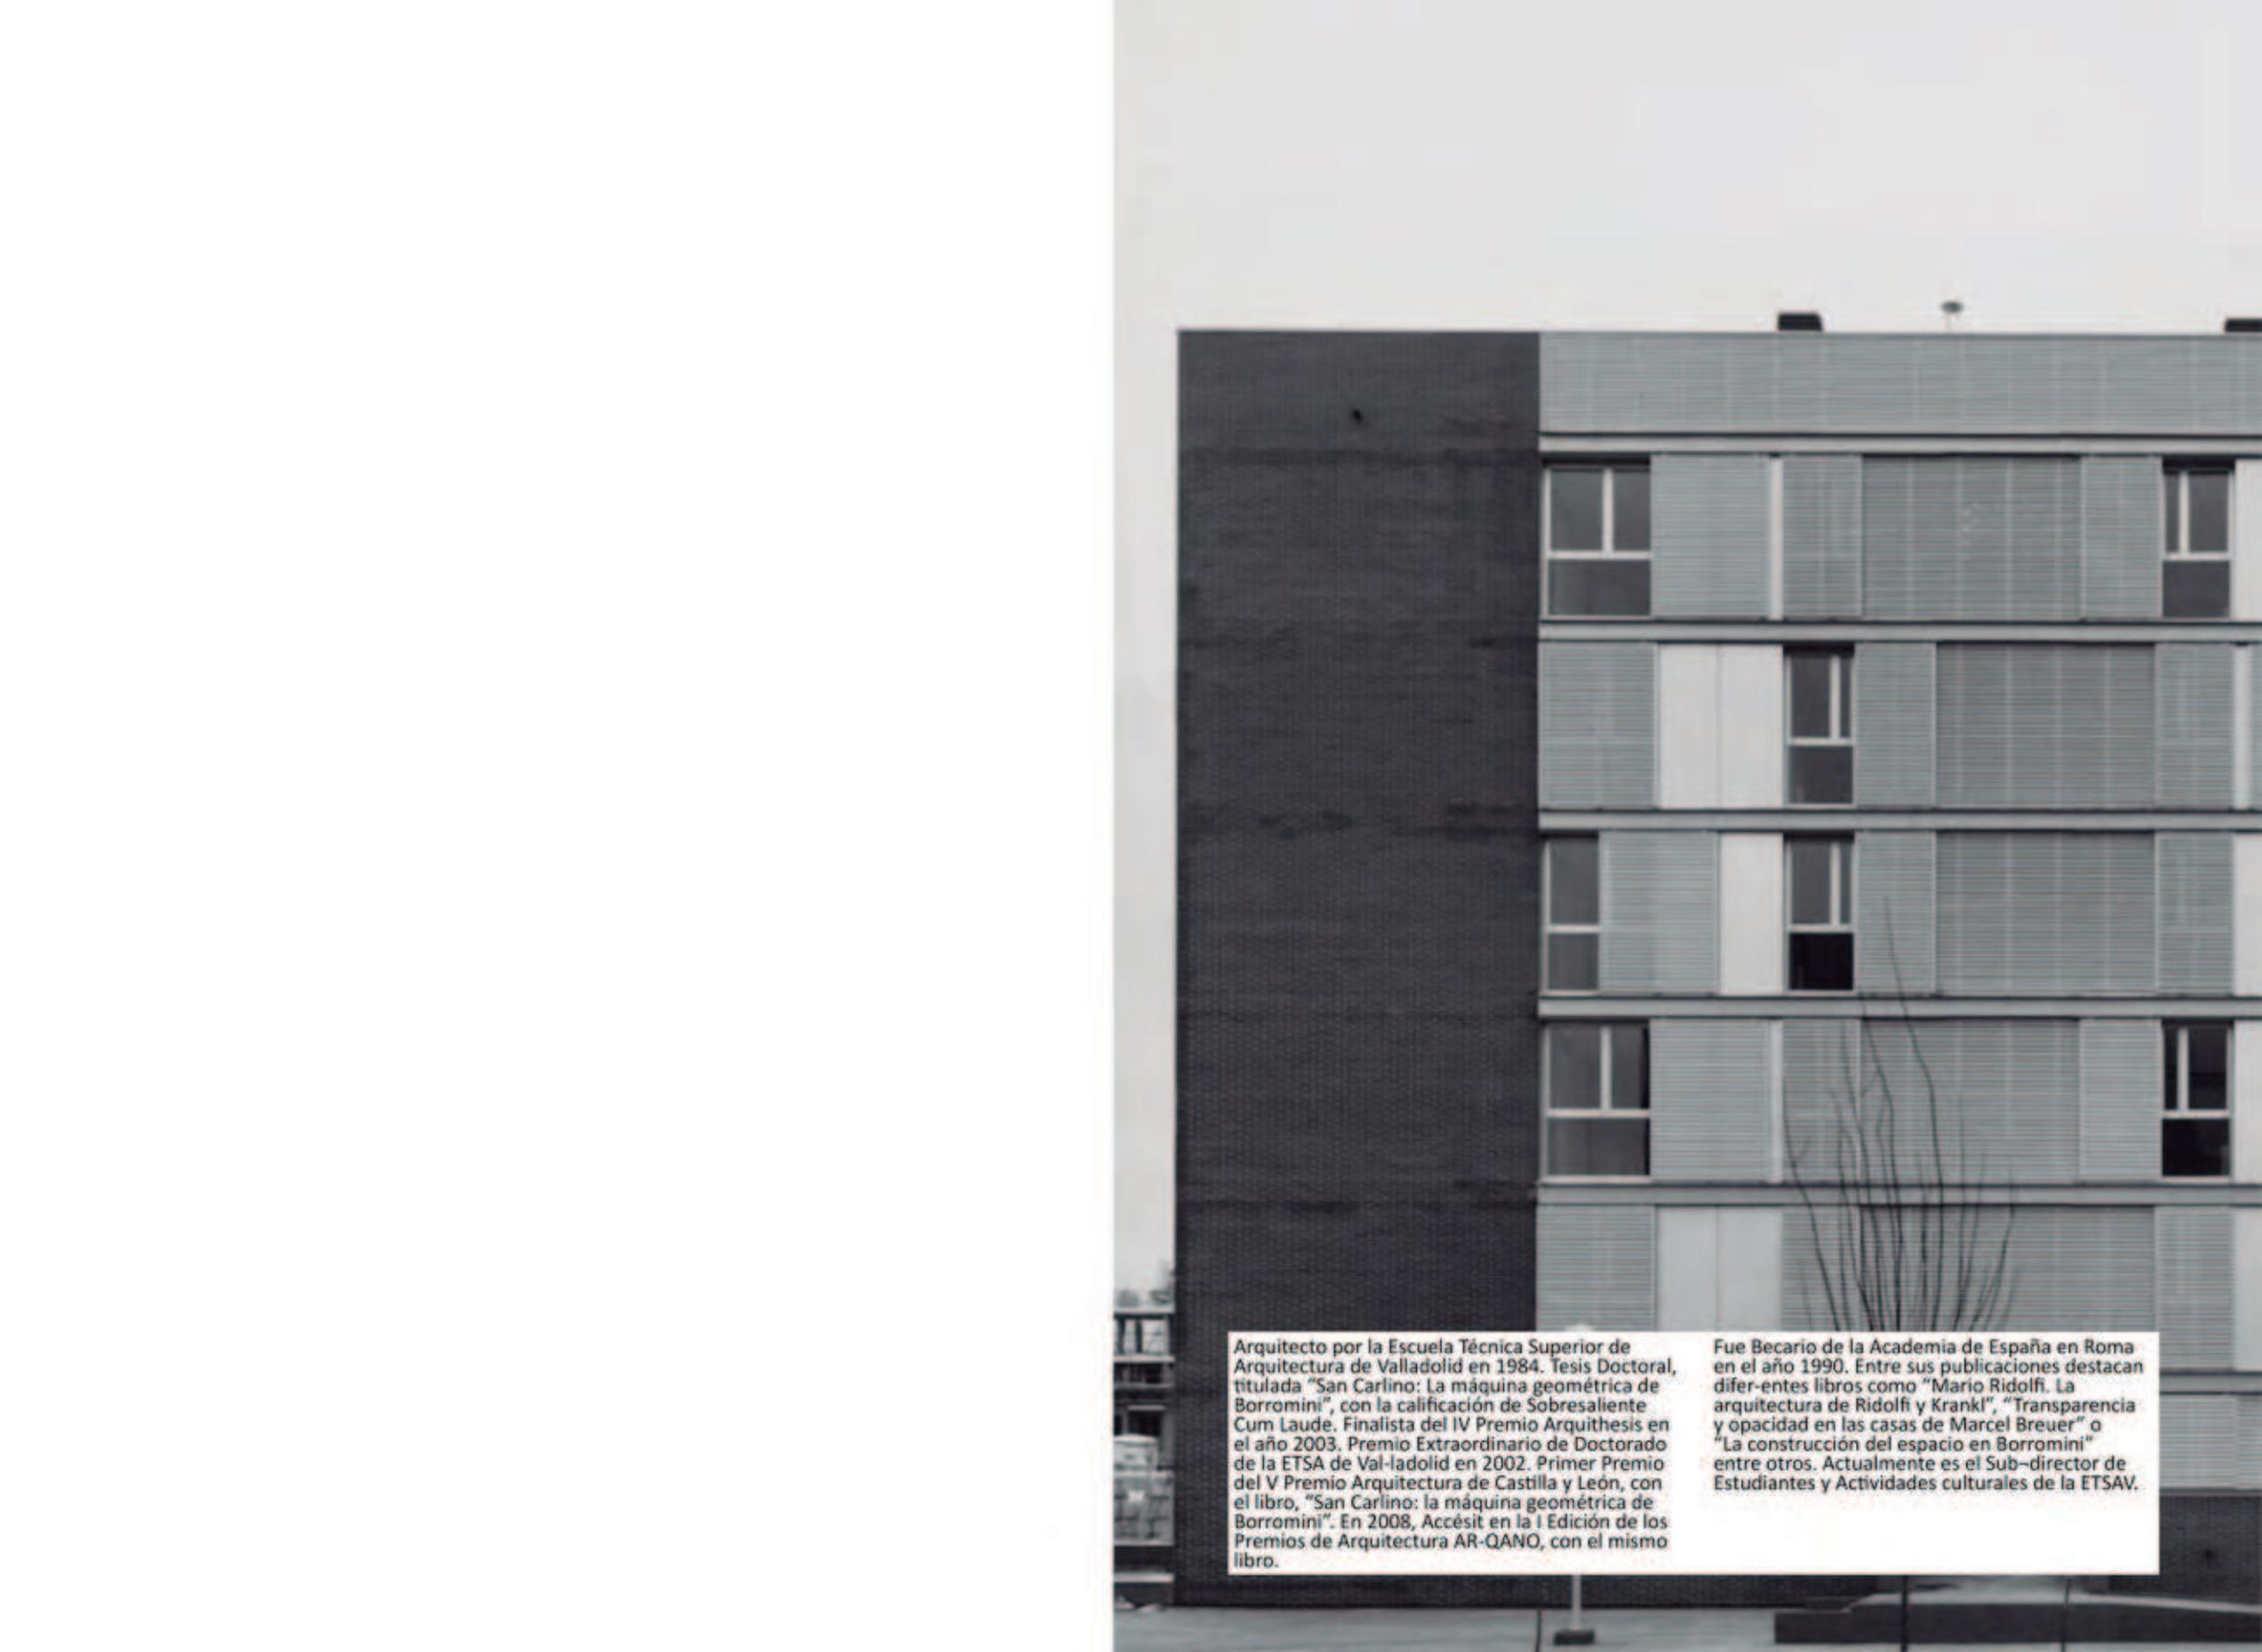 Arquitecto por la Escuela Técnica Superior de
Arquitectura de Valladolid en 1984. Tesis Doctoral,
titulada "San Carlino: La máquina geométrica de
Borromini", con la calificación de Sobresaliente
Cum Laude. Finalista del IV Premio Arquithesis en
el año 2003. Premio Extraordinario de Doctorado
de la ETSA de Val-ladolid en 2002. Primer Premio
del V Premio Arquitectura de Castilla y León, con
el libro, "San Carlino: la máquina geométrica de
Borromini". En 2008, Accésit en la I Edición de los
Premios de Arquitectura AR-QANO, con el mismo
libro.
Fue Becario de la Academia de España en Roma
en el año 1990. Entre sus publicaciones destacan
difer-entes libros como "Mario Ridolfi. La
arquitectura de Ridolfi y Krankl", "Transparencia
y opacidad en las casas de Marcel Breuer" o
"La construcción del espacio en Borromini"
entre otros. Actualmente es el Sub–director de
Estudiantes y Actividades culturales de la ETSAV.